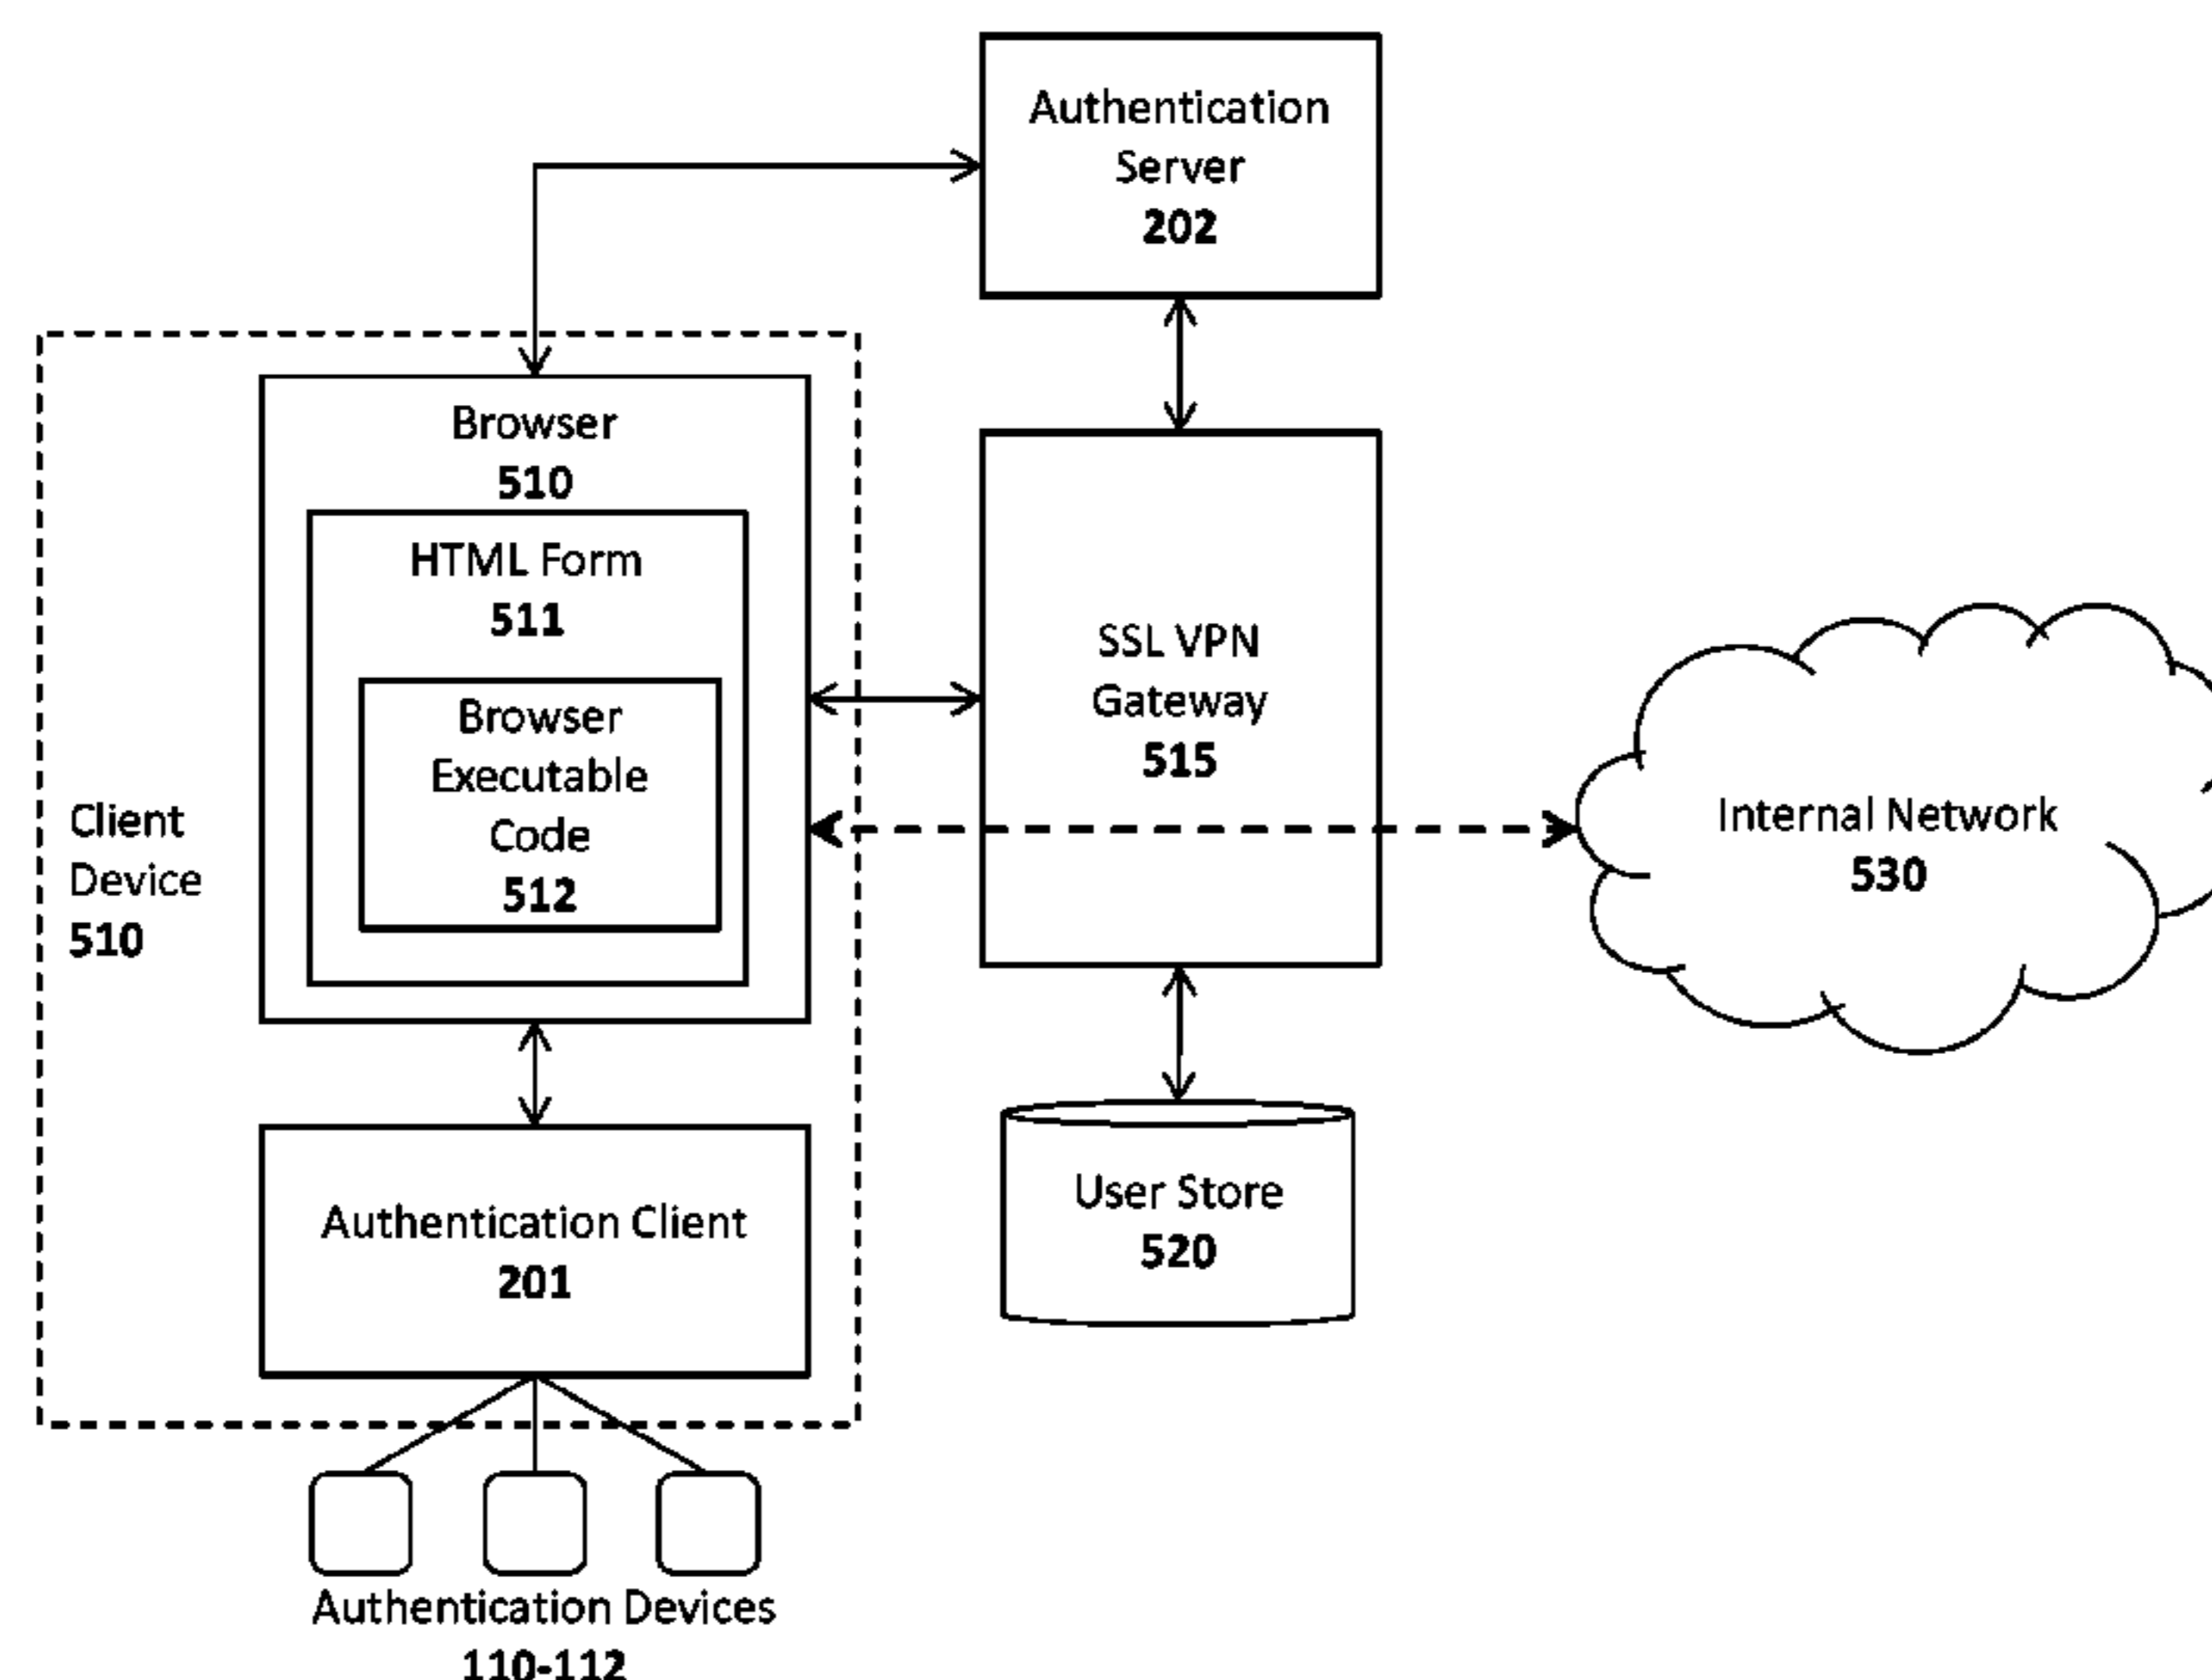 Authentication
Server
202
Browser
510
HTML Form
511
Browser
Executable
Code
512
Client
Device
510
SSL VPN
Gateway
515
Internal Network
530
Authentication Client
201
User Store
520
Authentication Devices
110-112